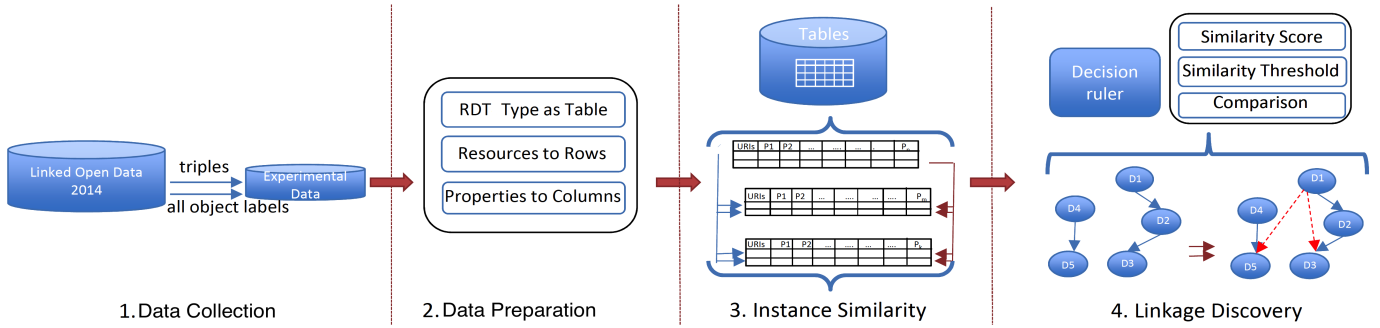 Linked Open Data
2014
triples
all object labels
Experimental
Data
1. Data Collection
RDT Type as Table
Resources to Rows
Properties to Columns
2. Data Preparation
Tables
URIs P1 P2 ... .... ... . Pn
URIs P1 P2 ... ... ... Pm
URIs P1 P2 ... .... ... .... Pk
3. Instance Similarity
Decision
ruler
Similarity Score
Similarity Threshold
Comparison
D1
D4
D2
D5
D3
D1
D4
D2
D5
D3
4. Linkage Discovery